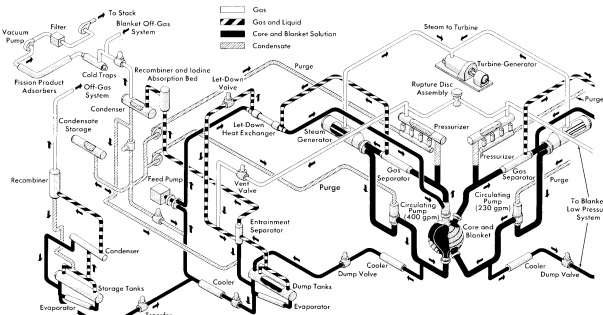 Gas
Gas and Liquid
Core and Blanket Solution
Condensate
To Stack
Filter
Blanket Off-Gas
System
Vacuum
Pump
Fission Product
Adsorbers
Cold Traps
Off-Gas
System
Recombiner and Iodine
Absorption Bed
Condenser
Let-Down
Valve
Purge
Steam to Turbine
Turbine-Generator
Rupture Disc
Assembly
Purge
Condensate
Storage
Let-Down
Heat Exchanger
Steam
Generator
Pressurizer
Pressurizer
Gas
Separator
Gas
Separator
Purge
Recombiner
Feed Pump
Vent
Valve
Purge
Circulating
Pump
(400 gpm)
Circulating
Pump
(230 gpm)
To Blanket
Low Pressure
System
Entrainment
Separator
Core and
Blanket
Condenser
Storage Tanks
Evaporator
Cooler
Dump Tanks
Evaporator
Dump Valve
Cooler
Cooler
Dump Valve
Transfer